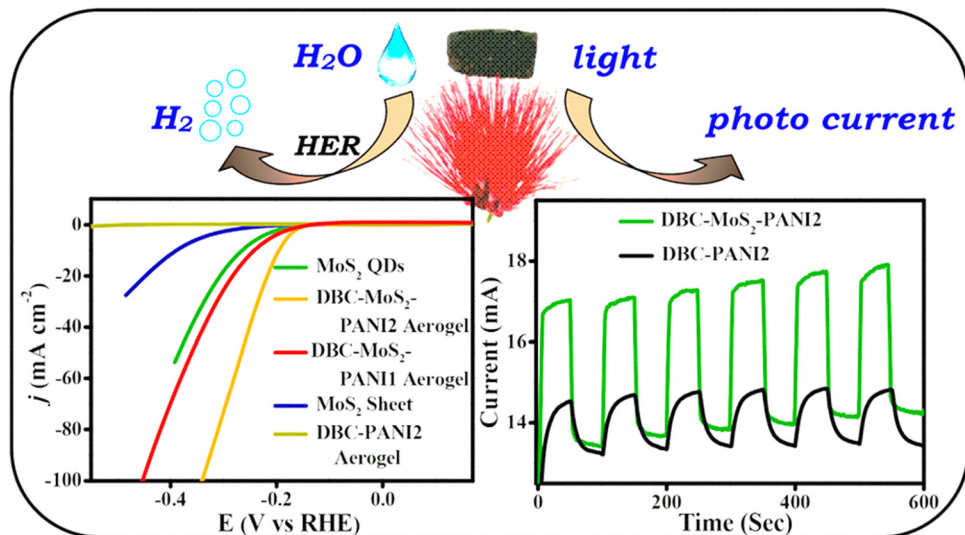 H₂O
light
H₂
HER
photo current
0
-20
-40
-60
-80
-100
j (mA cm⁻²)
MoS₂ QDs
DBC-MoS₂-
PANI2 Aerogel
DBC-MoS₂-
PANI1 Aerogel
MoS₂ Sheet
DBC-PANI2
Aerogel
-0.4
-0.2
0.0
E (V vs RHE)
DBC-MoS₂-PANI2
DBC-PANI2
18
16
14
Current (mA)
0
200
400
600
Time (Sec)